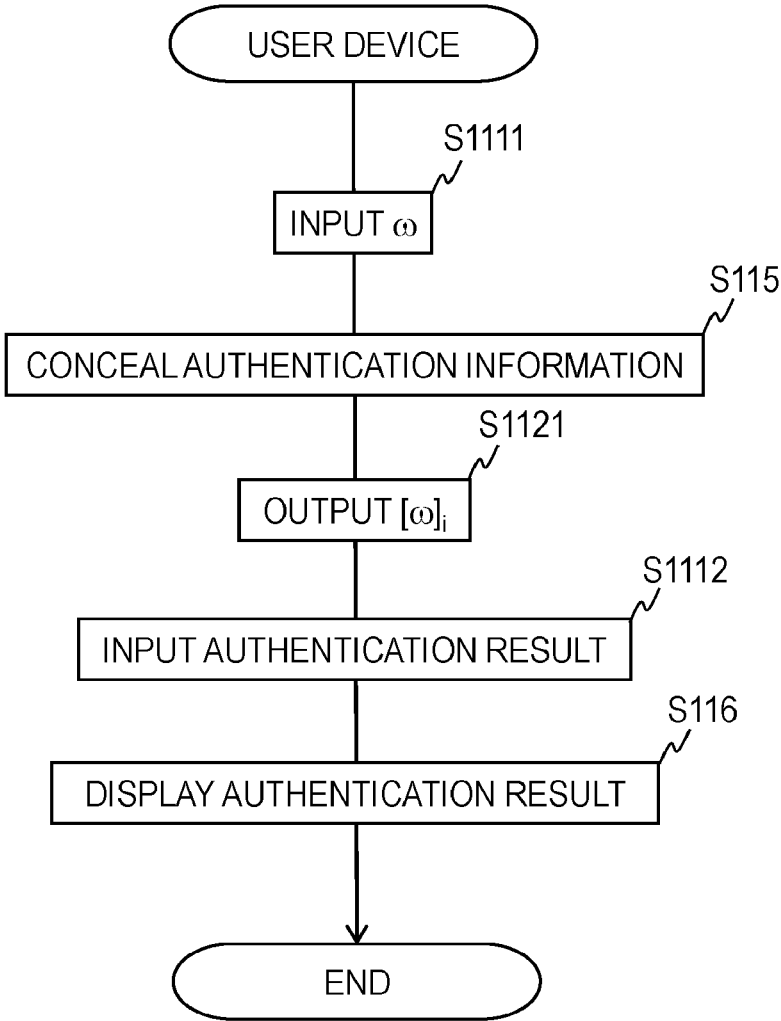 USER DEVICE
S1111
INPUT ω
S115
CONCEAL AUTHENTICATION INFORMATION
S1121
OUTPUT [ω]i
S1112
INPUT AUTHENTICATION RESULT
S116
DISPLAY AUTHENTICATION RESULT
END